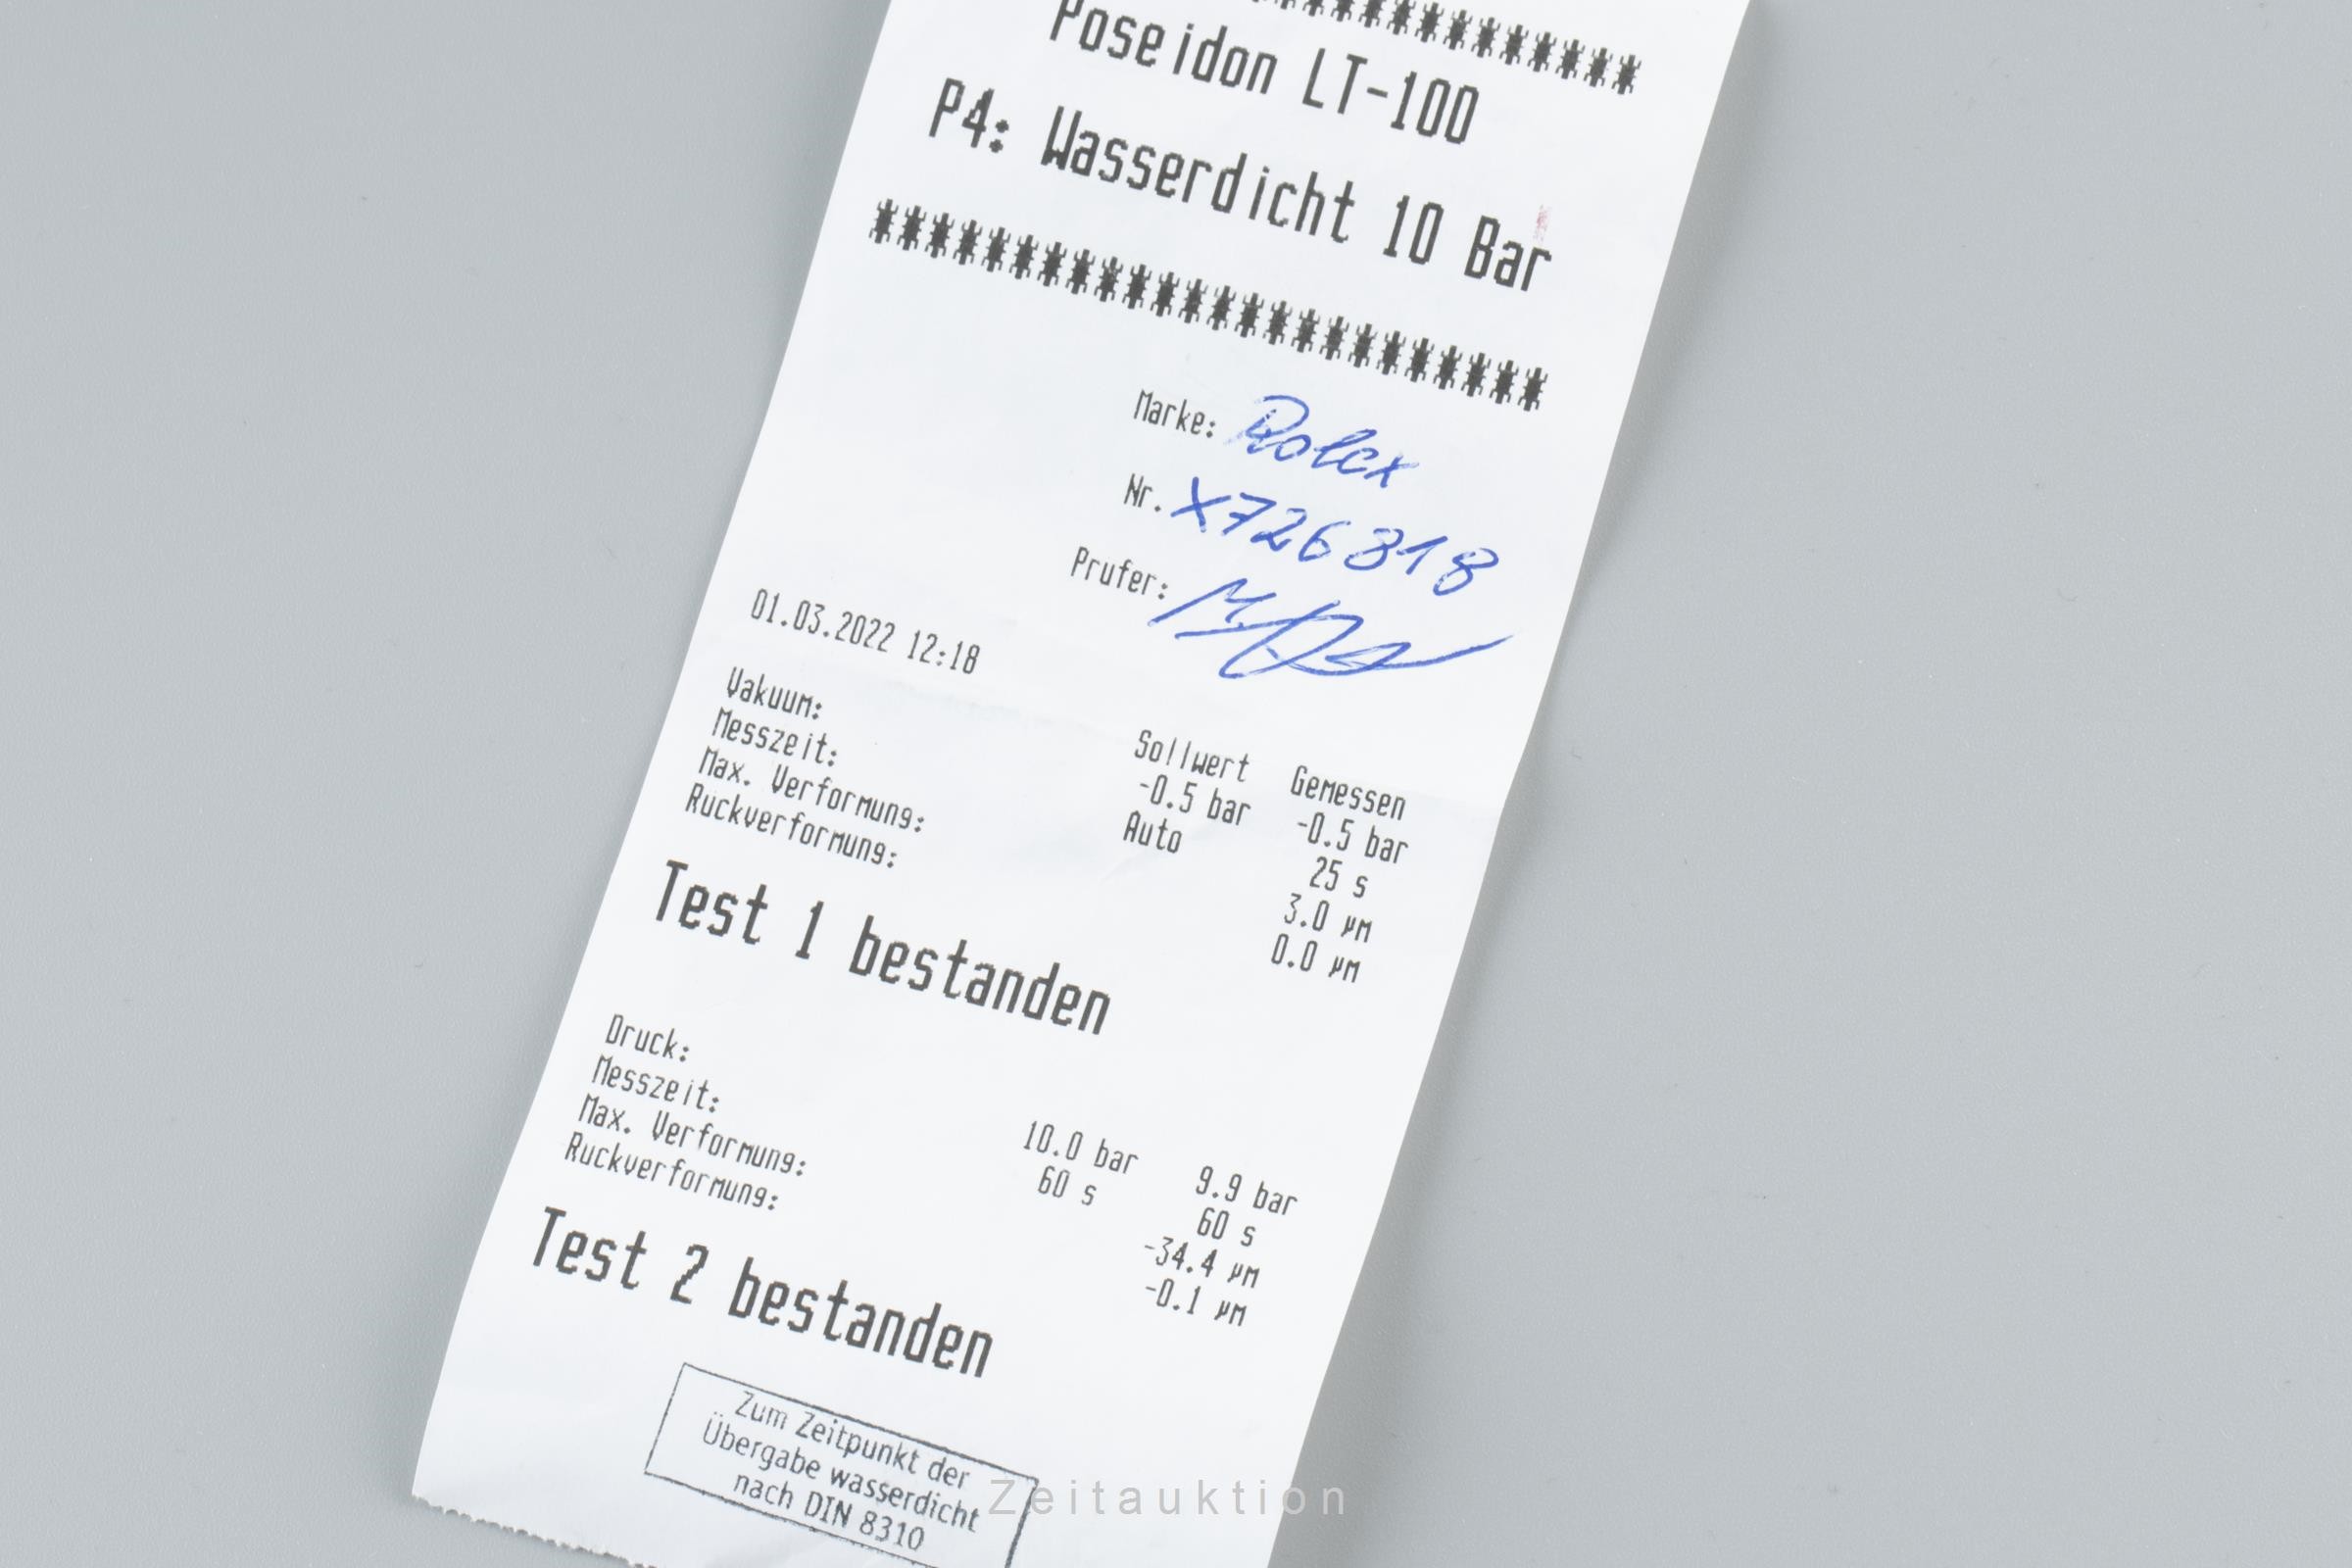 **************
Poseidon LT-100
P4: Wasserdicht 10 Bar
************************
Marke: Rolex
Nr. X726818
Prufer:
01.03.2022 12:18
Sollwert Gemessen
Vakuum: -0.5 bar -0.5 bar
Messzeit: Auto 25 s
Max. Verformung: 3.0 µm
Ruckverformung: 0.0 µm
Test 1 bestanden
Druck: 10.0 bar 9.9 bar
Messzeit: 60 s 60 s
Max. Verformung: -34.4 µm
Ruckverformung: -0.1 µm
Test 2 bestanden
Zum Zeitpunkt der
Übergabe wasserdicht
nach DIN 8310
Zeitauktion